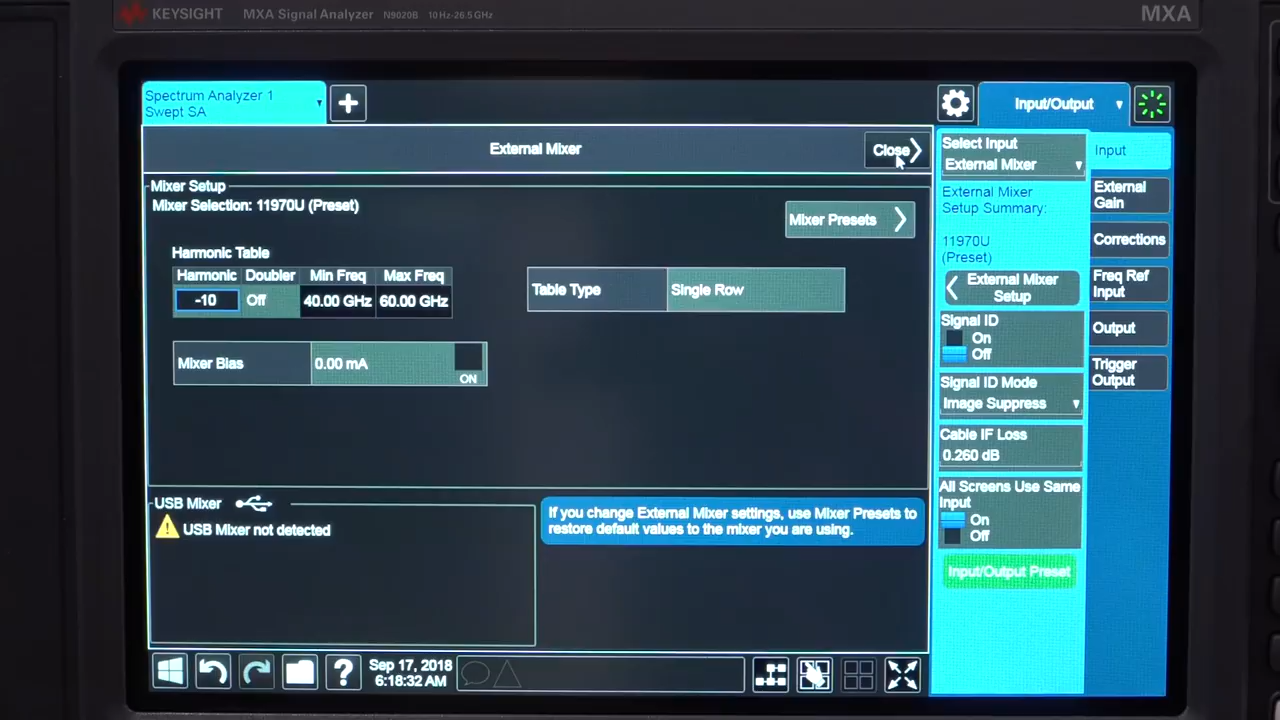 KEYSIGHT MXA Signal Analyzer N9020B 10Hz-26.5GHz MXA
Spectrum Analyzer 1
Swept SA
+
Input/Output
External Mixer
Close
Select Input
External Mixer
Input
Mixer Setup
Mixer Selection: 11970U (Preset)
Mixer Presets
External Mixer
Setup Summary:
11970U
(Preset)
External
Gain
Corrections
Harmonic Table
Harmonic Doubler Min Freq Max Freq
-10 Off 40.00 GHz 60.00 GHz
Table Type Single Row
External Mixer
Setup
Freq Ref
Input
Signal ID
On
Off
Output
Mixer Bias 0.00 mA
ON
Signal ID Mode
Image Suppress
Trigger
Output
Cable IF Loss
0.260 dB
All Screens Use Same
Input
On
Off
USB Mixer
USB Mixer not detected
If you change External Mixer settings, use Mixer Presets to
restore default values to the mixer you are using.
Input/Output Preset
?
Sep 17, 2018
6:18:32 AM